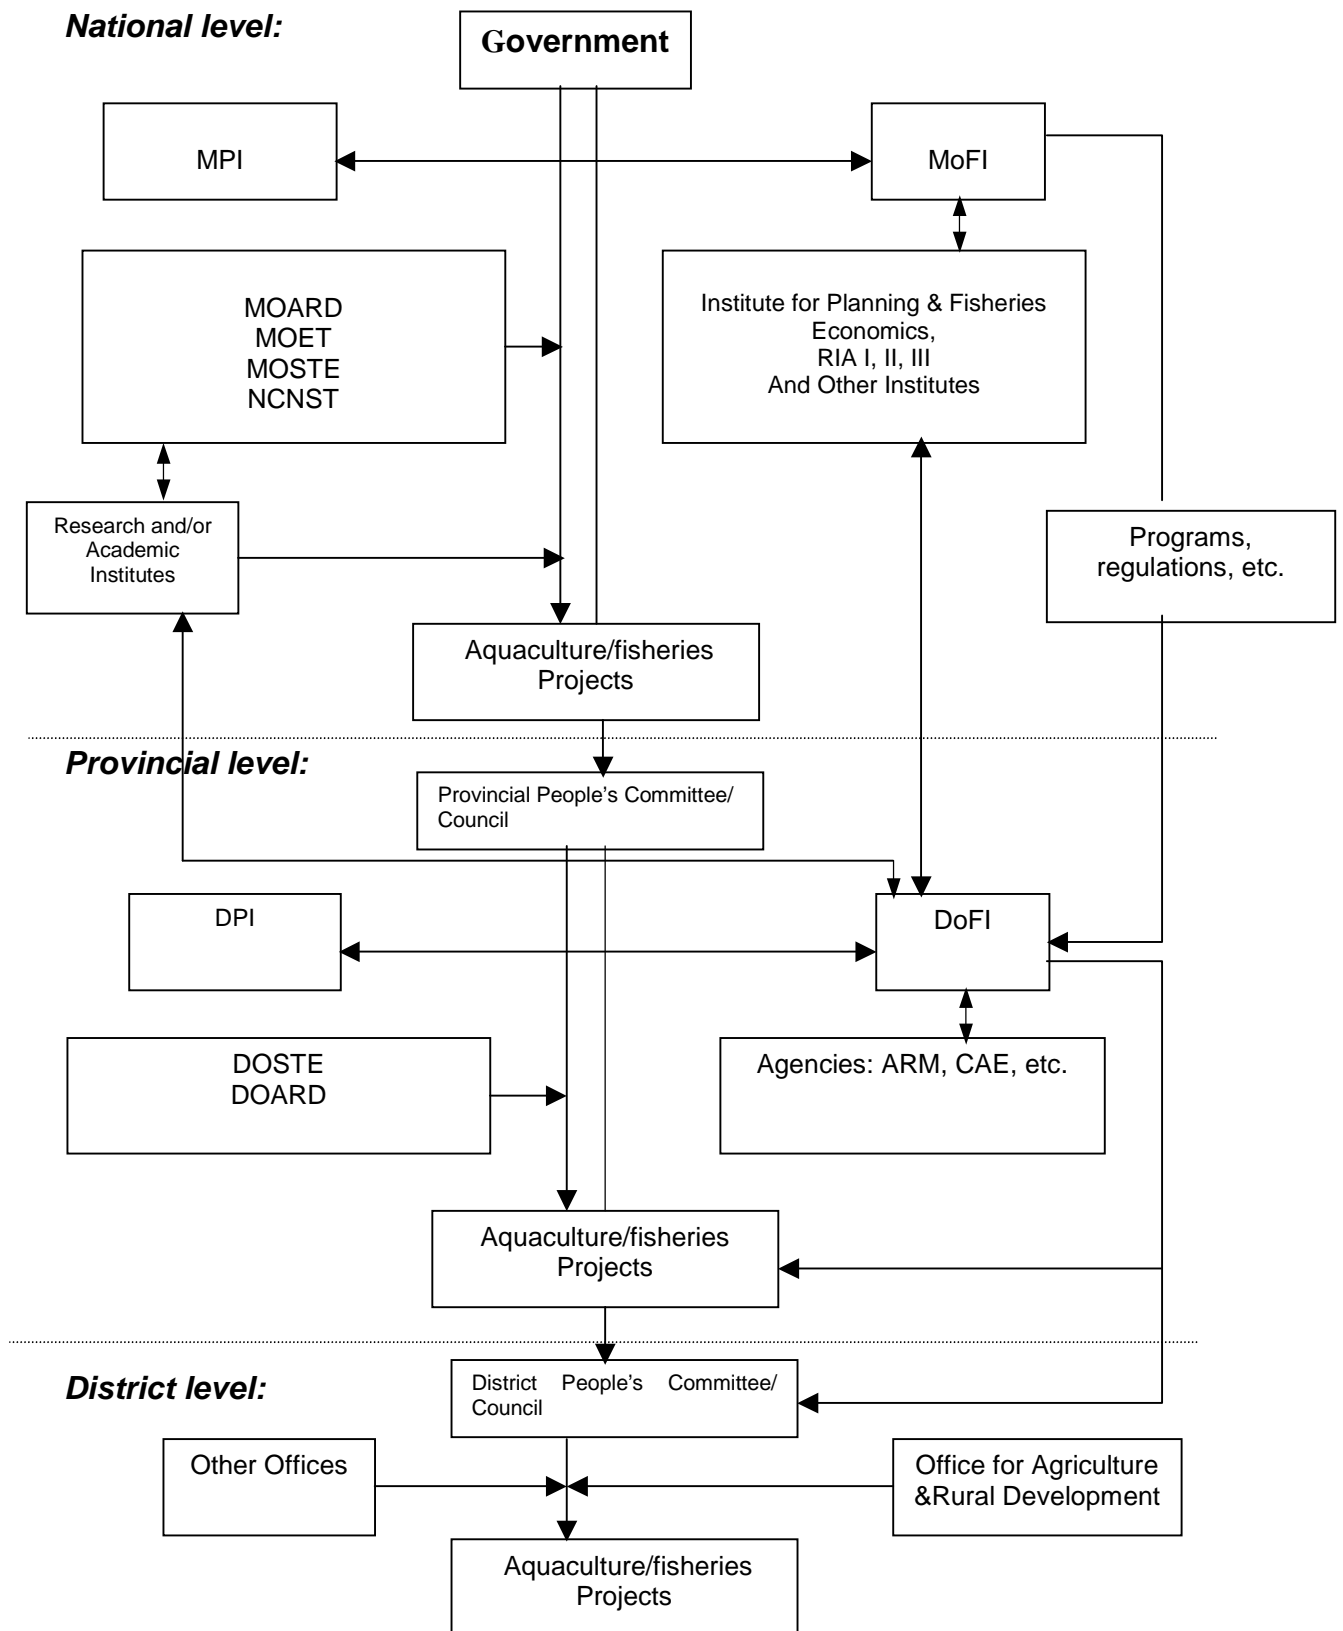 National level:
Government
MPI
MoFI
MOARD
MOET
MOSTE
NCNST
Institute for Planning & Fisheries
Economics,
RIA I, II, III
And Other Institutes
Research and/or
Academic
Institutes
Programs,
regulations, etc.
Aquaculture/fisheries
Projects
Provincial level:
Provincial People’s Committee/
Council
DPI
DoFI
DOSTE
DOARD
Agencies: ARM, CAE, etc.
Aquaculture/fisheries
Projects
District level:
District People’s Committee/
Council
Other Offices
Office for Agriculture
&Rural Development
Aquaculture/fisheries
Projects